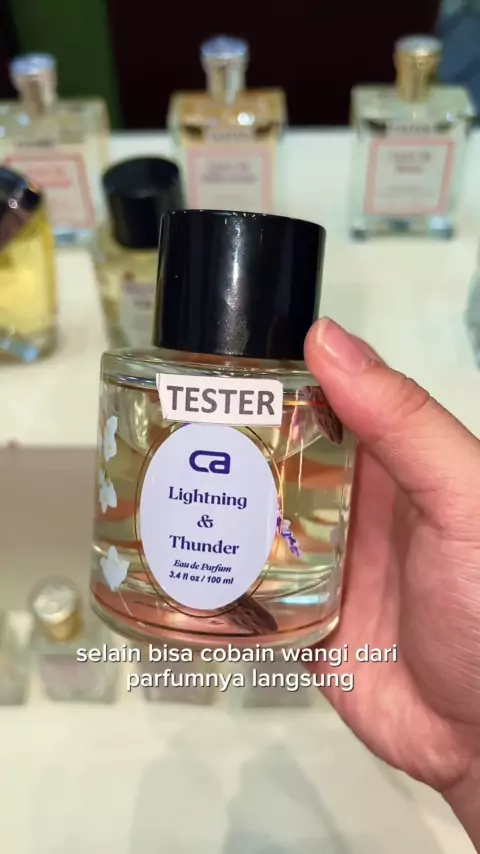 TESTER
TESTER
ca
Lightning
&
Thunder
Eau de Parfum
3.4 fl oz / 100 ml
selain bisa cobain wangi dari
parfumnya langsung